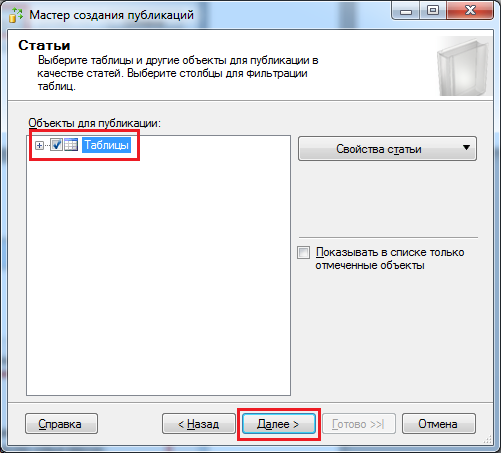 Мастер создания публикаций
Статьи
Выберите таблицы и другие объекты для публикации в
качестве статей. Выберите столбцы для фильтрации
таблиц.
Объекты для публикации:
Таблицы
Свойства статьи
Показывать в списке только
отмеченные объекты
Справка
< Назад
Далее >
Готово >>|
Отмена